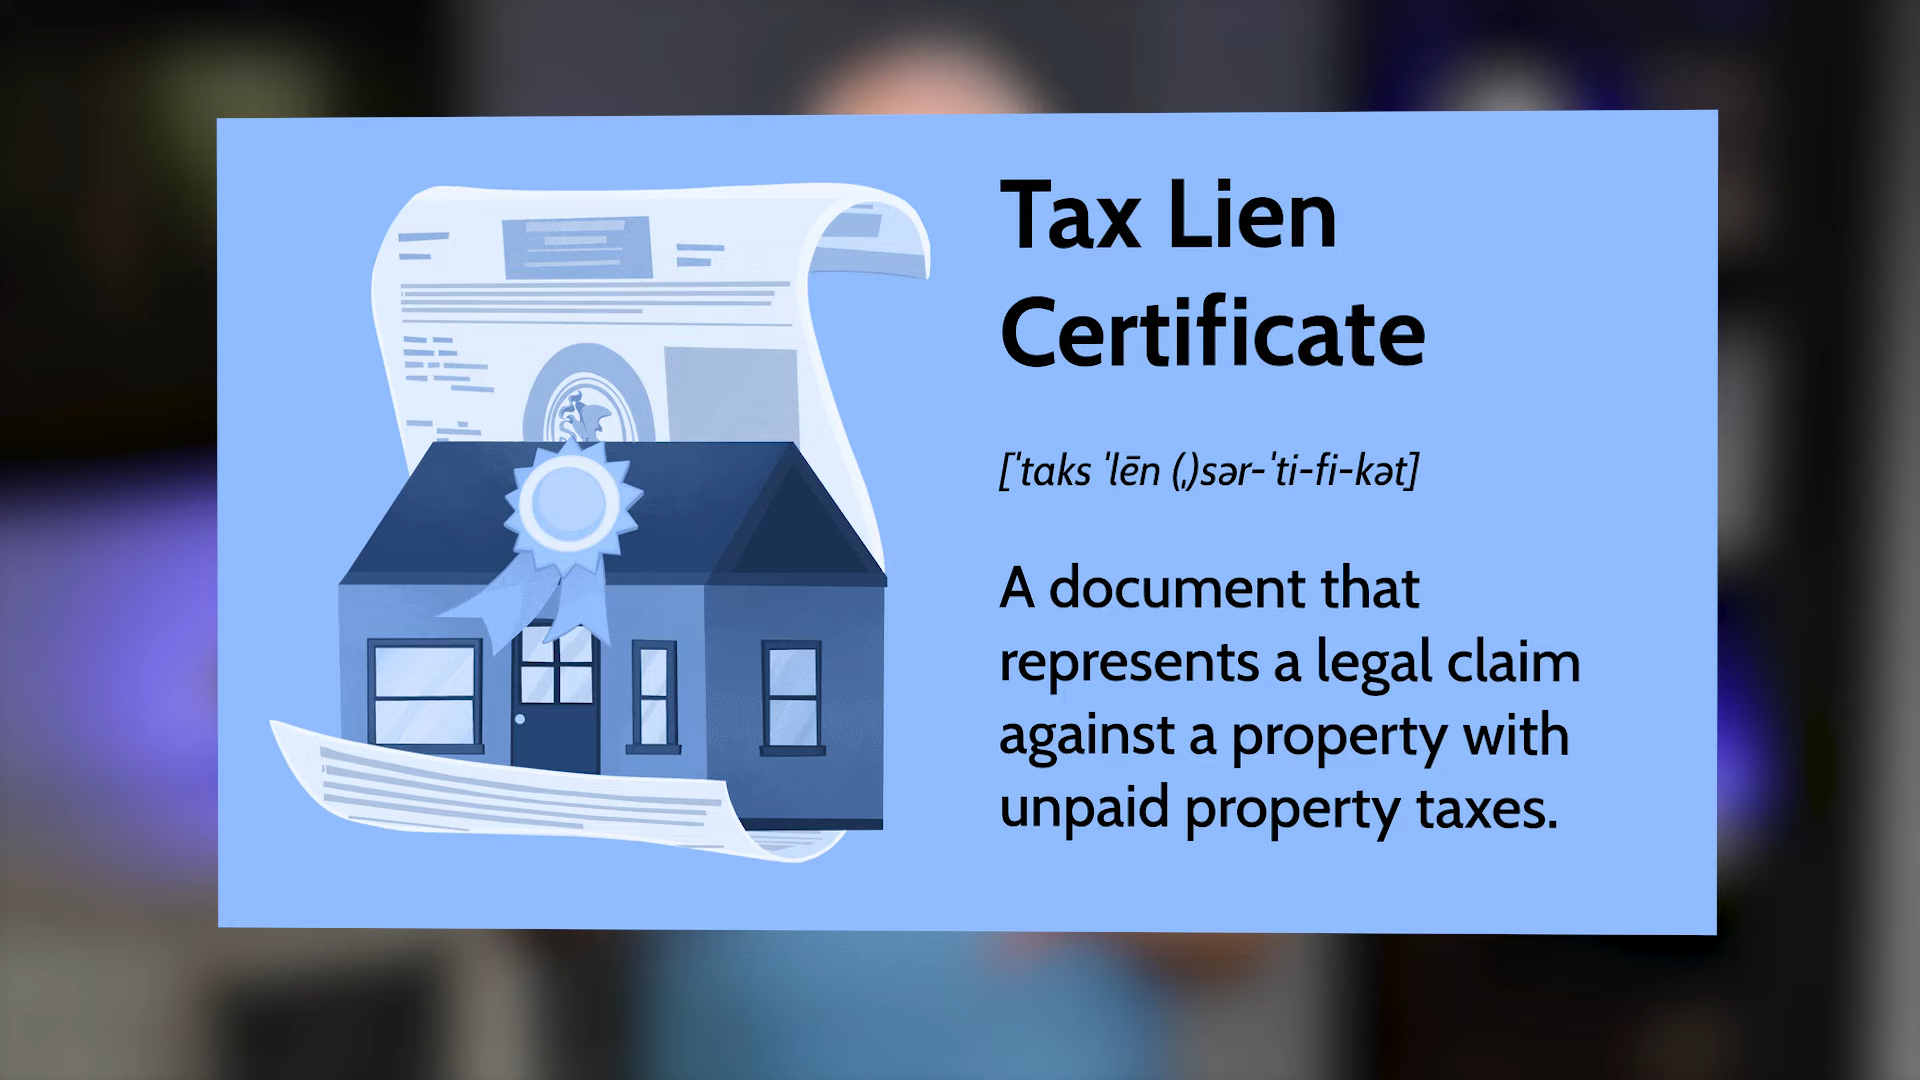 Tax Lien
Certificate
[ˈtaks ˈlēn (ˌ)sər-ˈti-fi-kət]
A document that
represents a legal claim
against a property with
unpaid property taxes.